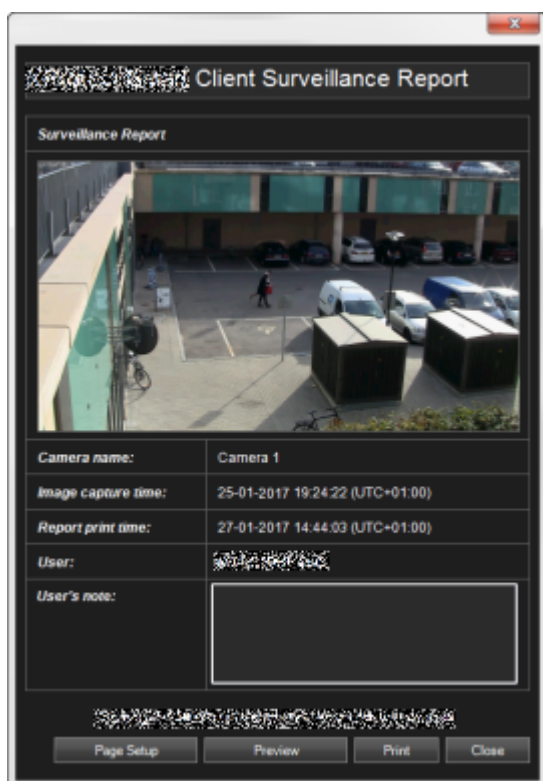 Client Surveillance Report
Surveillance Report
Camera name: Camera 1
Image capture time: 25-01-2017 19:24:22 (UTC+01:00)
Report print time: 27-01-2017 14:44:03 (UTC+01:00)
User:
User's note:
Page Setup Preview Print Close